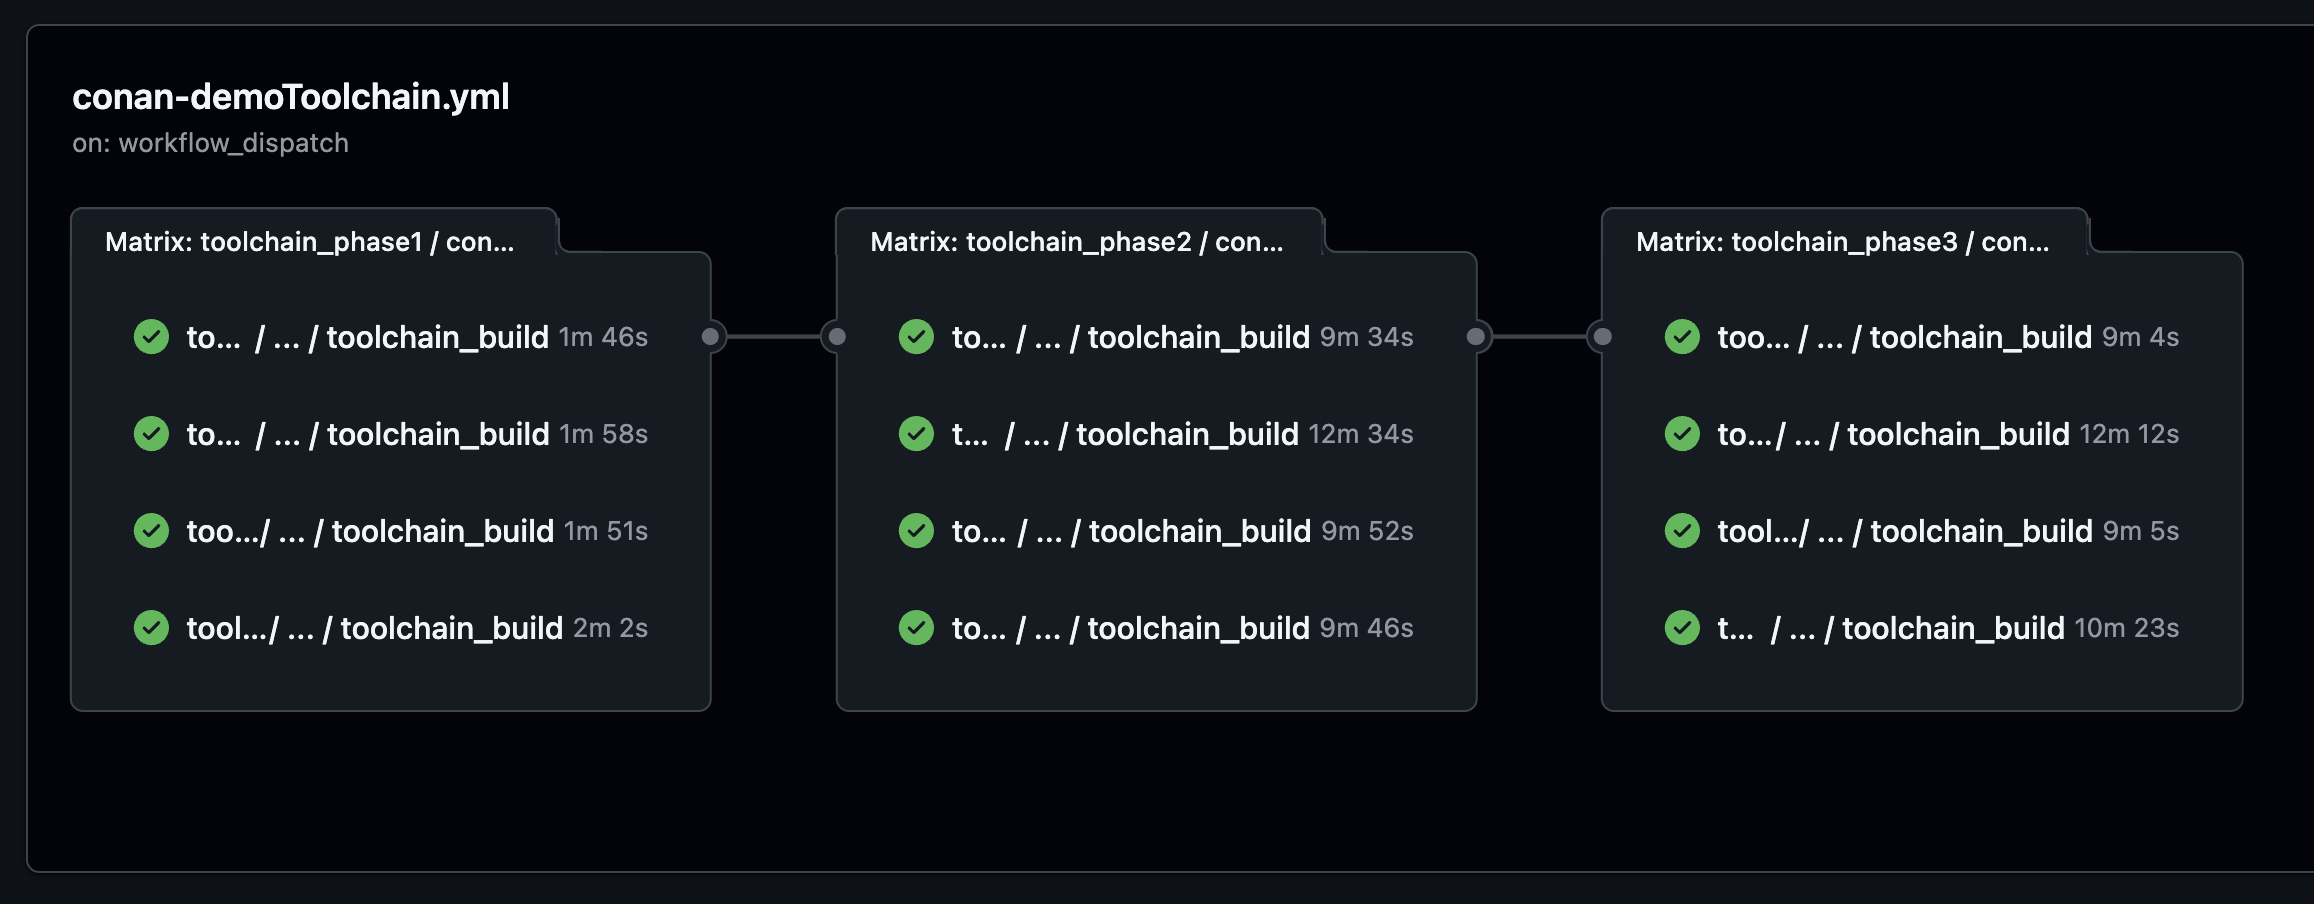 conan-demoToolchain.yml
on: workflow_dispatch
Matrix: toolchain_phase1 / con...
to... / ... / toolchain_build 1m 46s
to... / ... / toolchain_build 1m 58s
too.../ ... / toolchain_build 1m 51s
tool.../ ... / toolchain_build 2m 2s
Matrix: toolchain_phase2 / con...
to... / ... / toolchain_build 9m 34s
t... / ... / toolchain_build 12m 34s
to... / ... / toolchain_build 9m 52s
to... / ... / toolchain_build 9m 46s
Matrix: toolchain_phase3 / con...
too... / ... / toolchain_build 9m 4s
to.../ ... / toolchain_build 12m 12s
tool.../ ... / toolchain_build 9m 5s
t... / ... / toolchain_build 10m 23s